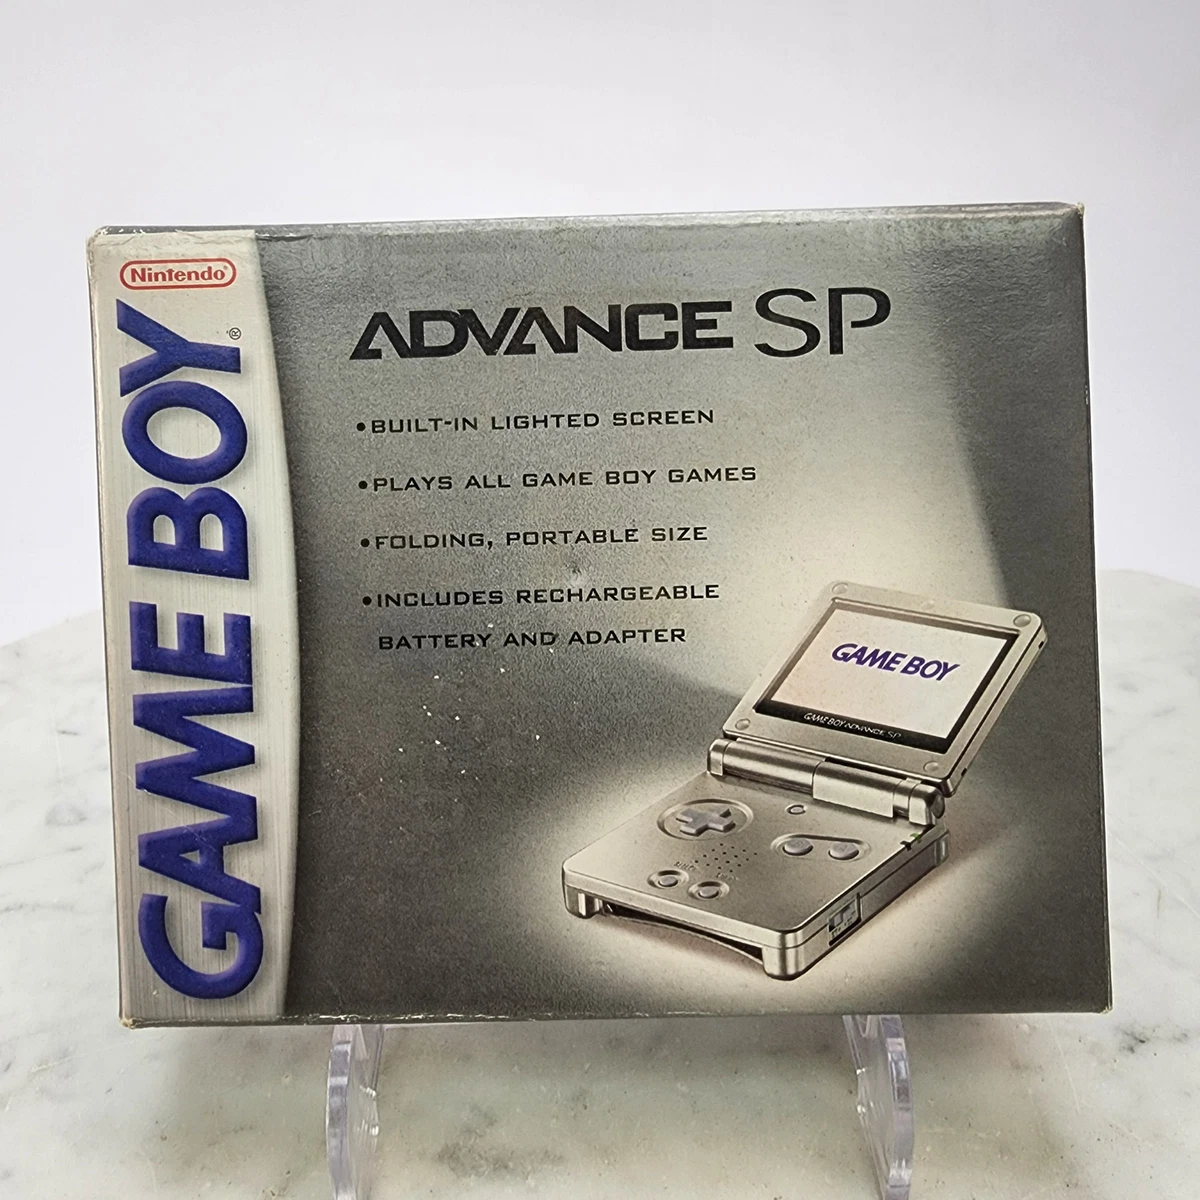 Nintendo®
GAME BOY®
ADVANCE SP
•BUILT-IN LIGHTED SCREEN
•PLAYS ALL GAME BOY GAMES
•FOLDING, PORTABLE SIZE
•INCLUDES RECHARGEABLE
BATTERY AND ADAPTER
GAME BOY
GAME BOY ADVANCE SP